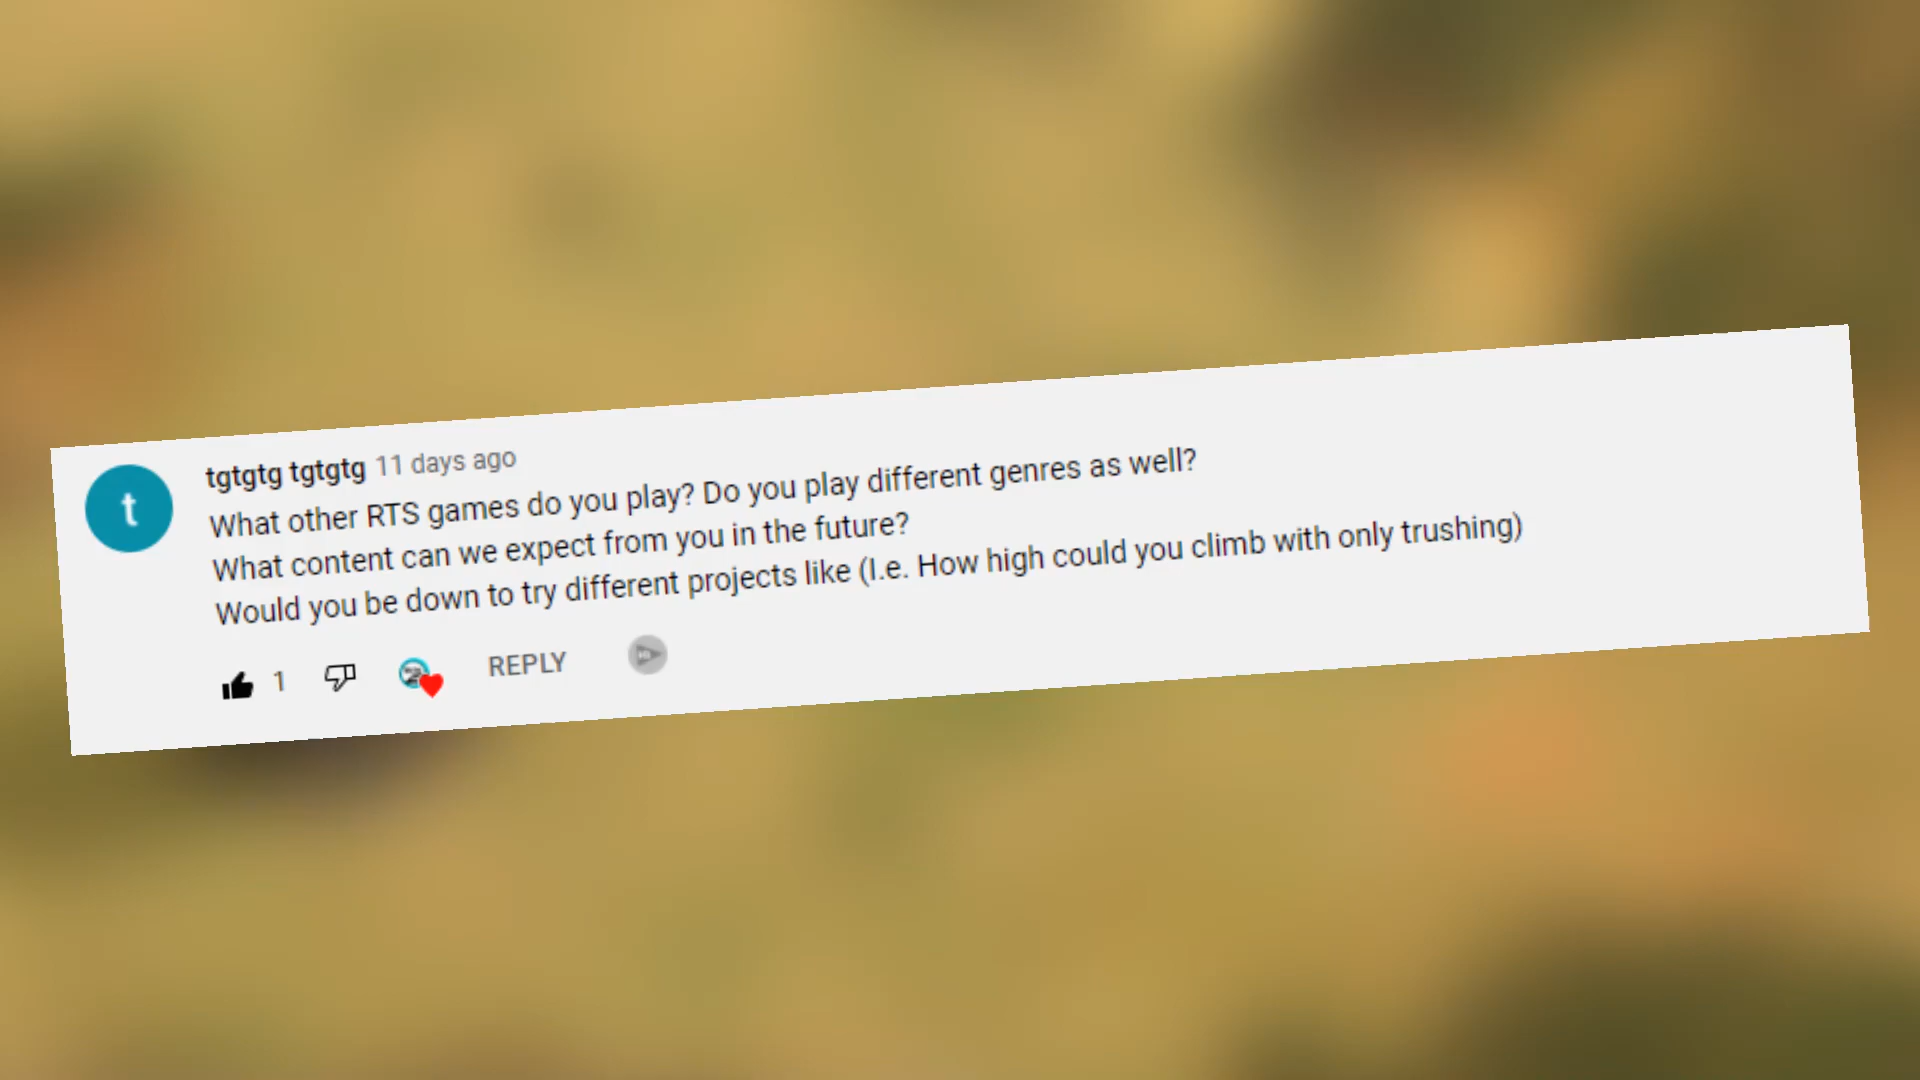 t
tgtgtg tgtgtg 11 days ago
What other RTS games do you play? Do you play different genres as well?
What content can we expect from you in the future?
Would you be down to try different projects like (I.e. How high could you climb with only trushing)
1 REPLY